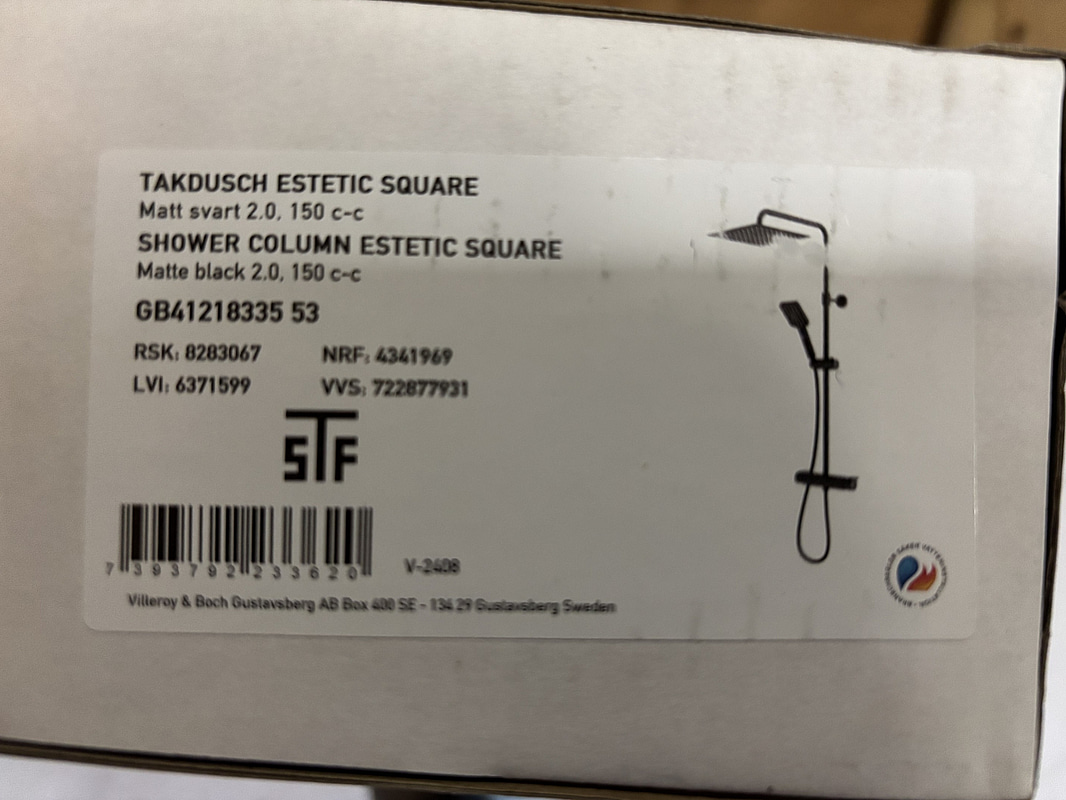 TAKDUSCH ESTETIC SQUARE
Matt svart 2.0, 150 c-c
SHOWER COLUMN ESTETIC SQUARE
Matte black 2.0, 150 c-c
GB41218335 53
RSK: 8283067 NRF: 4341969
LVI: 6371599 VVS: 722877931
STF
7 393792 233620
V-2408
Villeroy & Boch Gustavsberg AB Box 400 SE - 134 29 Gustavsberg Sweden